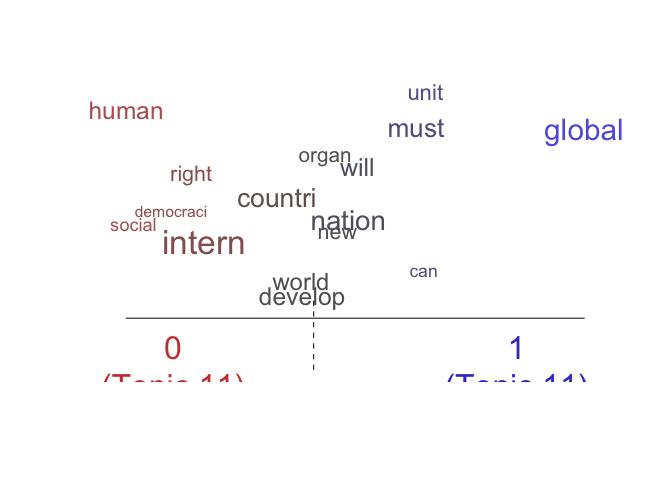 unit
human
must
global
organ
will
right
countri
democraci
nation
social
new
intern
can
world
develop
0
1
(Topic 11)
(Topic 11)